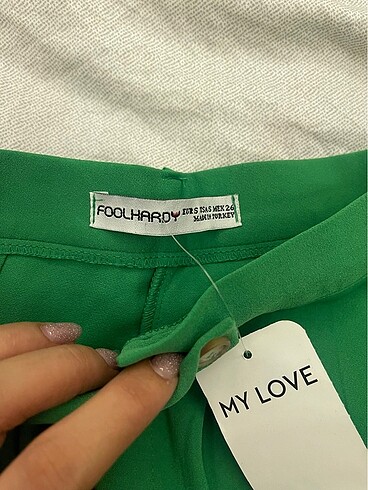 FOOLHARDY
EUR S USA S MEX 26
MADE IN TURKEY
MY LOVE